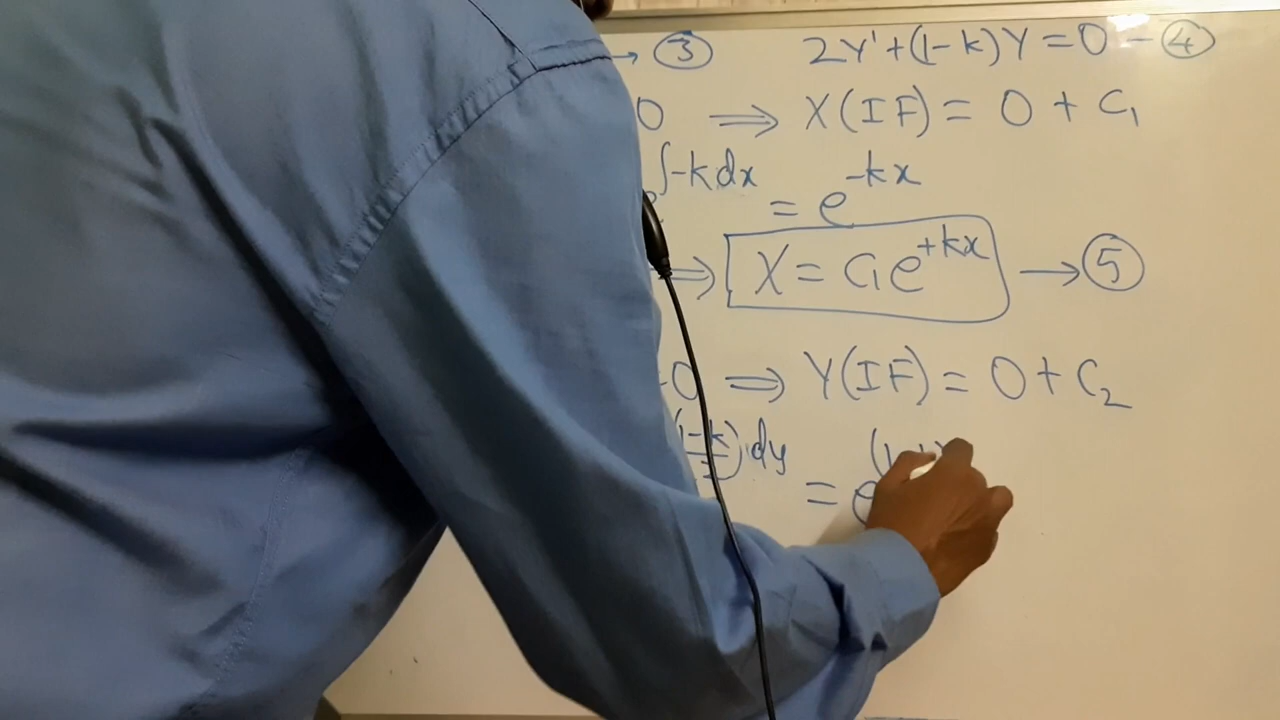 → ③ 2Y' + (1-k)Y = 0 - ④
0 ⟹ X(IF) = 0 + C₁
e^∫-kdx = e^-kx
⟹ X = C₁e^+kx → ⑤
0 ⟹ Y(IF) = 0 + C₂
(1-k/2) dy = e